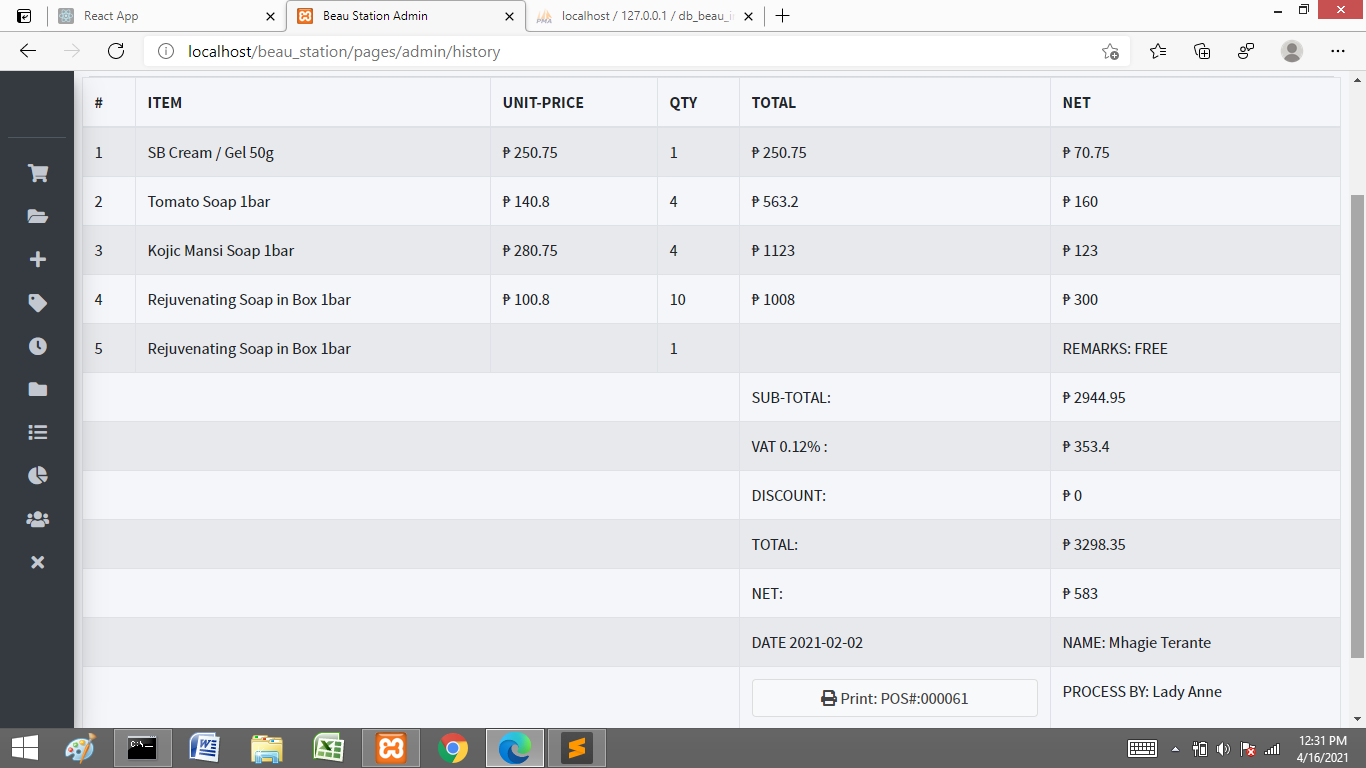 React App
Beau Station Admin
PMA
localhost / 127.0.0.1 / db_beau_i
localhost/beau_station/pages/admin/history
# ITEM UNIT-PRICE QTY TOTAL NET
1 SB Cream / Gel 50g ₱ 250.75 1 ₱ 250.75 ₱ 70.75
2 Tomato Soap 1bar ₱ 140.8 4 ₱ 563.2 ₱ 160
3 Kojic Mansi Soap 1bar ₱ 280.75 4 ₱ 1123 ₱ 123
4 Rejuvenating Soap in Box 1bar ₱ 100.8 10 ₱ 1008 ₱ 300
5 Rejuvenating Soap in Box 1bar 1 REMARKS: FREE
SUB-TOTAL: ₱ 2944.95
VAT 0.12% : ₱ 353.4
DISCOUNT: ₱ 0
TOTAL: ₱ 3298.35
NET: ₱ 583
DATE 2021-02-02 NAME: Mhagie Terante
Print: POS#:000061 PROCESS BY: Lady Anne
C:\_
12:31 PM
4/16/2021